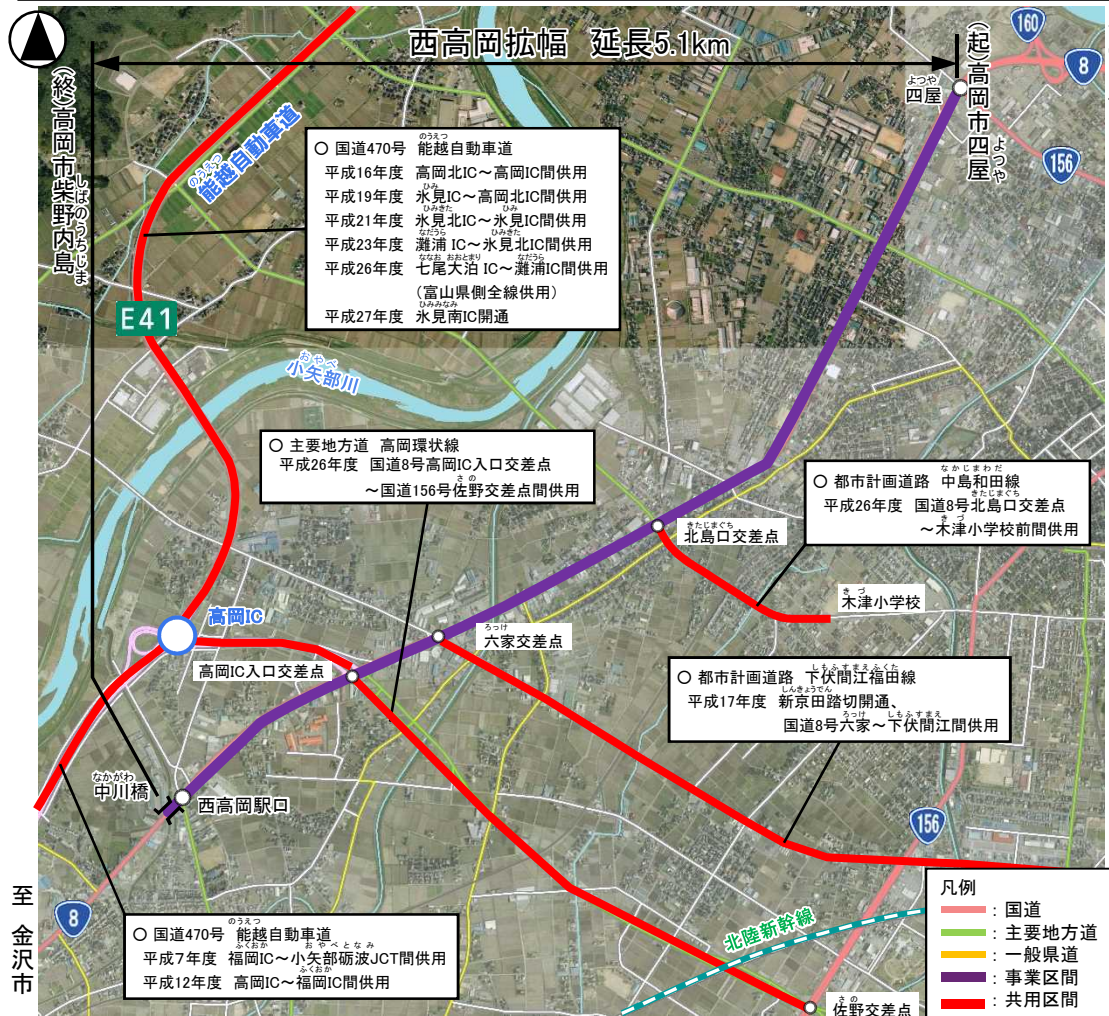 西高岡拡幅 延長5.1km
160
8
(起)高岡市四屋
よつや
よつや
四屋
156
(終)高岡市柴野内島
しばのうちじま
のうえつ
能越自動車道
○ 国道470号 能越自動車道
のうえつ
平成16年度 高岡北IC～高岡IC間供用
ひみ
平成19年度 氷見IC～高岡北IC間供用
ひみきた ひみ
平成21年度 氷見北IC～氷見IC間供用
なだうら ひみきた
平成23年度 灘浦 IC～氷見北IC間供用
ななお おおとまり なだうら
平成26年度 七尾大泊 IC～灘浦IC間供用
(富山県側全線供用)
ひみみなみ
平成27年度 氷見南IC開通
E41
おやべ
小矢部川
○ 主要地方道 高岡環状線
平成26年度 国道8号高岡IC入口交差点
さの
～国道156号佐野交差点間供用
なかじまわだ
○ 都市計画道路 中島和田線
きたじまぐち
平成26年度 国道8号北島口交差点
きづ
～木津小学校前間供用
きたじまぐち
北島口交差点
きづ
木津小学校
高岡IC
ろっけ
六家交差点
高岡IC入口交差点
しもふすまえふくた
○ 都市計画道路 下伏間江福田線
しんきょうでん
平成17年度 新京田踏切開通、
ろっけ しもふすまえ
国道8号六家～下伏間江間供用
なかがわ
中川橋
西高岡駅口
156
至 金沢市
8
のうえつ
○ 国道470号 能越自動車道
ふくおか おやべとなみ
平成7年度 福岡IC～小矢部砺波JCT間供用
ふくおか
平成12年度 高岡IC～福岡IC間供用
北陸新幹線
さの
佐野交差点
凡例
：国道
：主要地方道
：一般県道
：事業区間
：共用区間